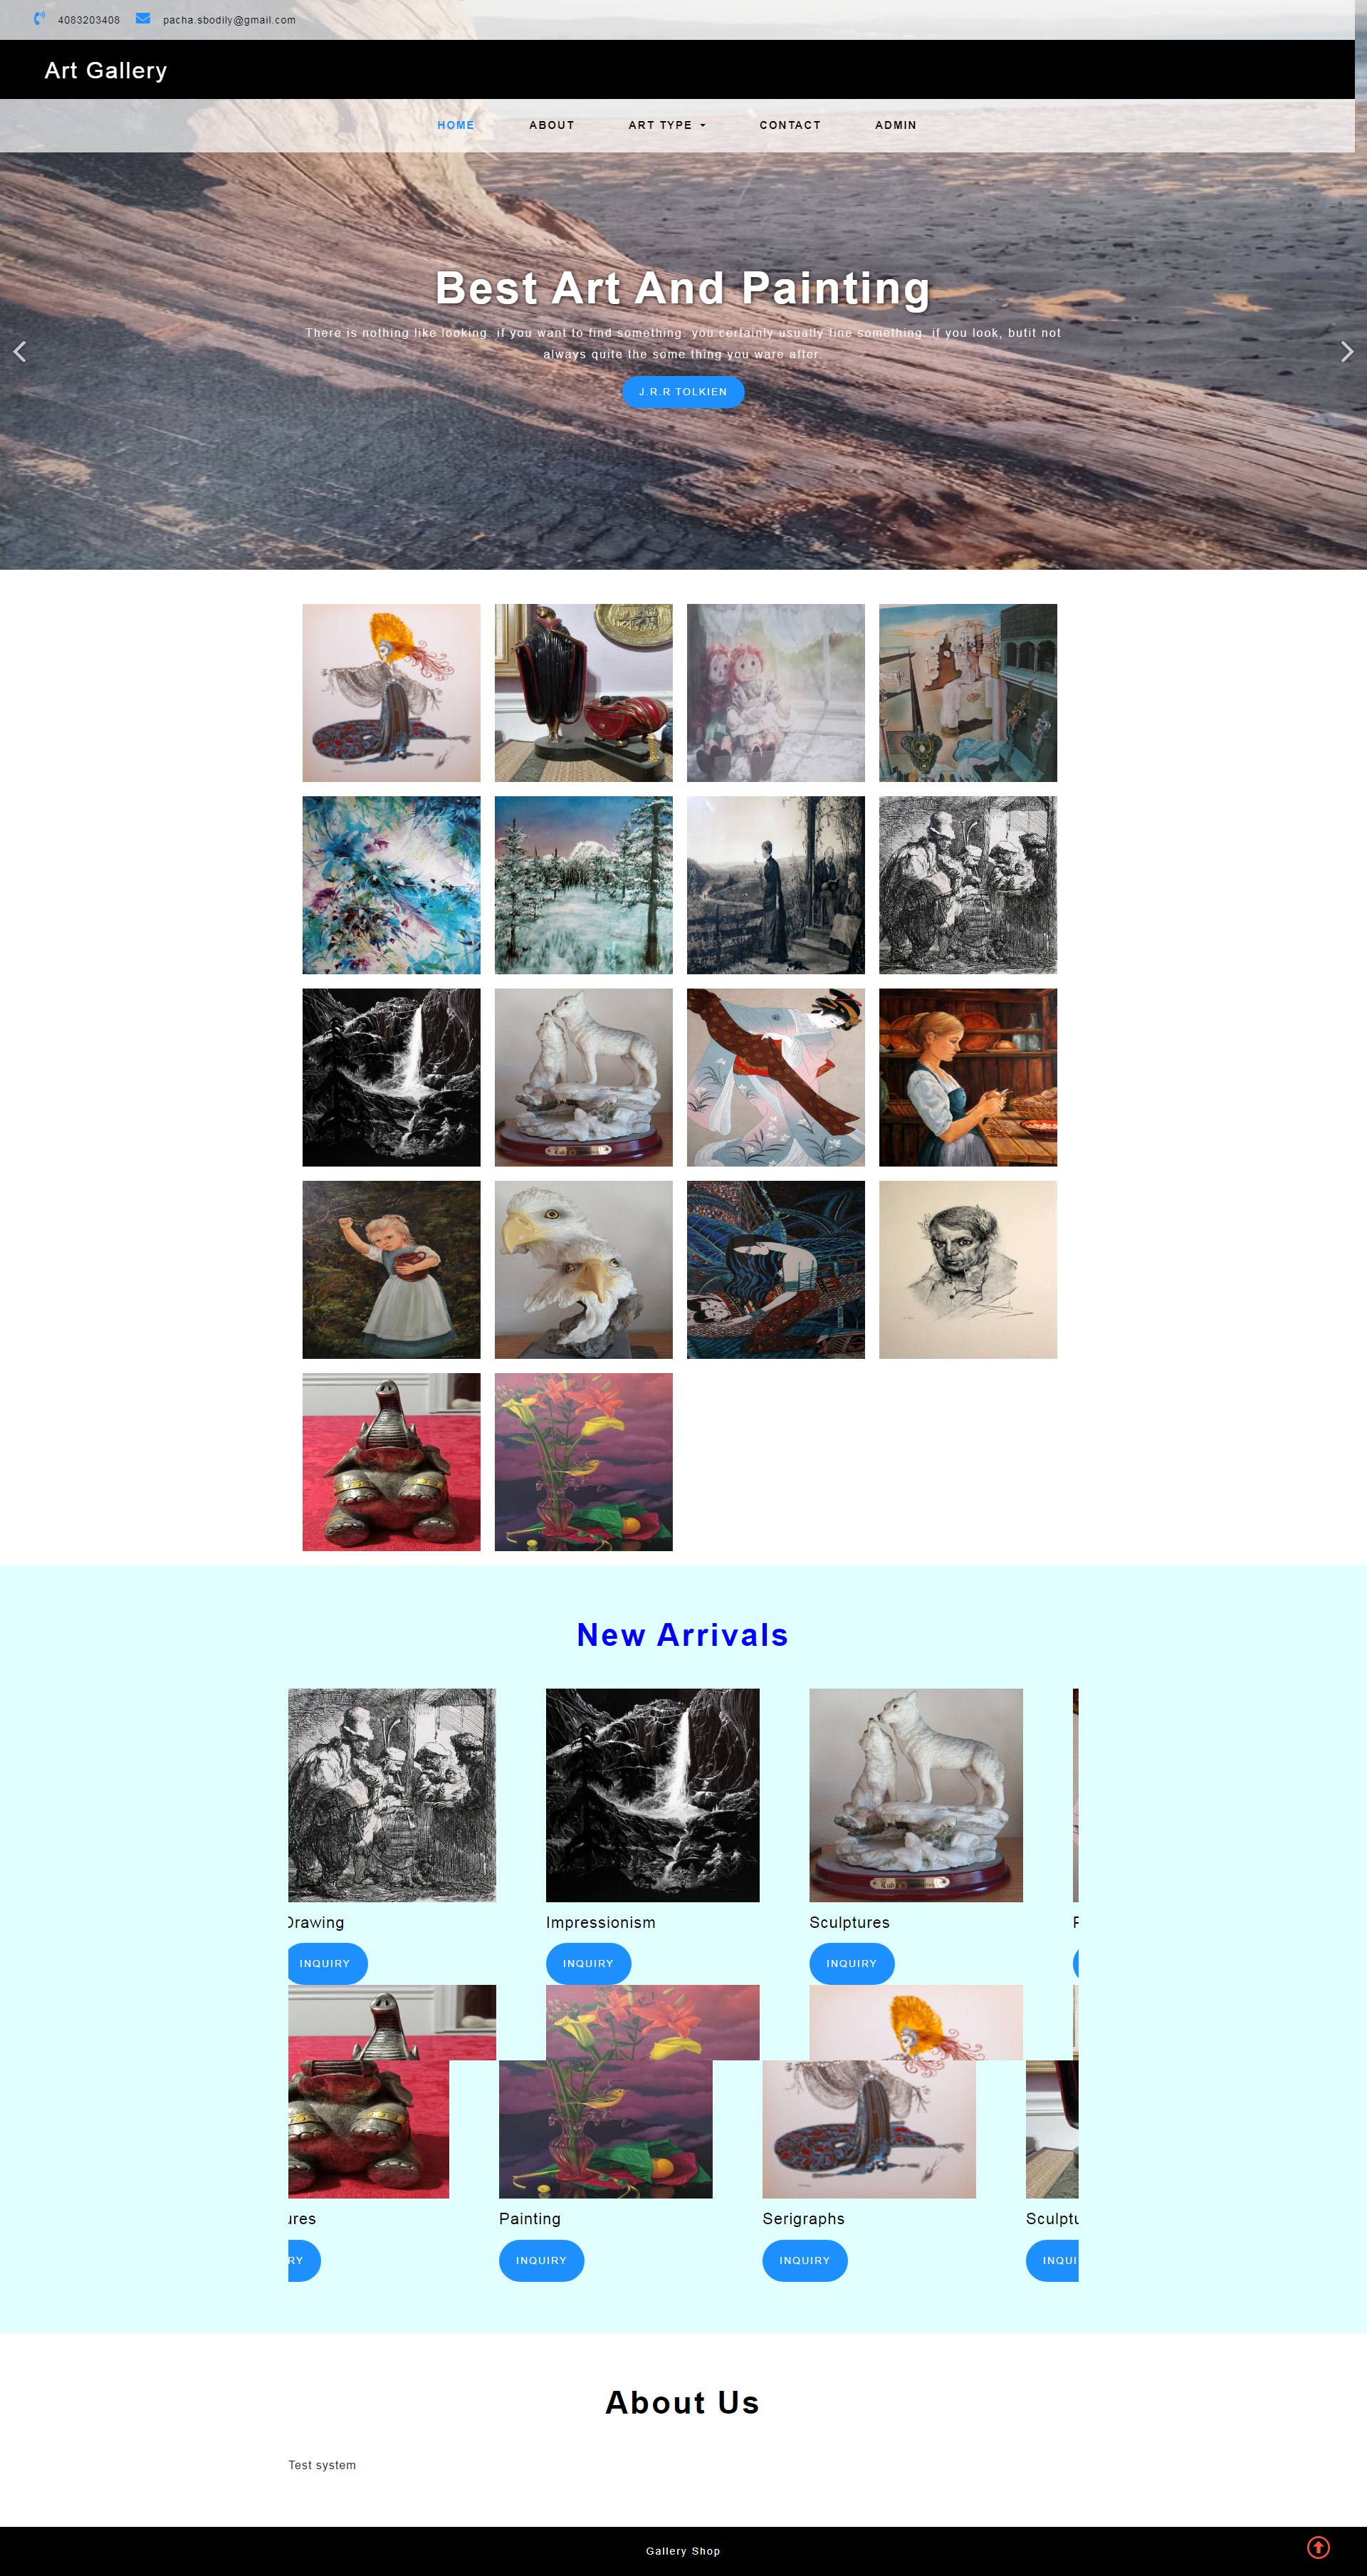 4083203408 pacha.sbodily@gmail.com
Art Gallery
HOME ABOUT ART TYPE CONTACT ADMIN
Best Art And Painting
There is nothing like looking. if you want to find something. you certainly usually fine something. if you look, butit not
always quite the some thing you ware after.
J.R.R TOLKIEN
New Arrivals
Drawing Impressionism Sculptures
INQUIRY INQUIRY INQUIRY
ures Painting Serigraphs Sculptu
RY INQUIRY INQUIRY INQUI
About Us
Test system
Gallery Shop